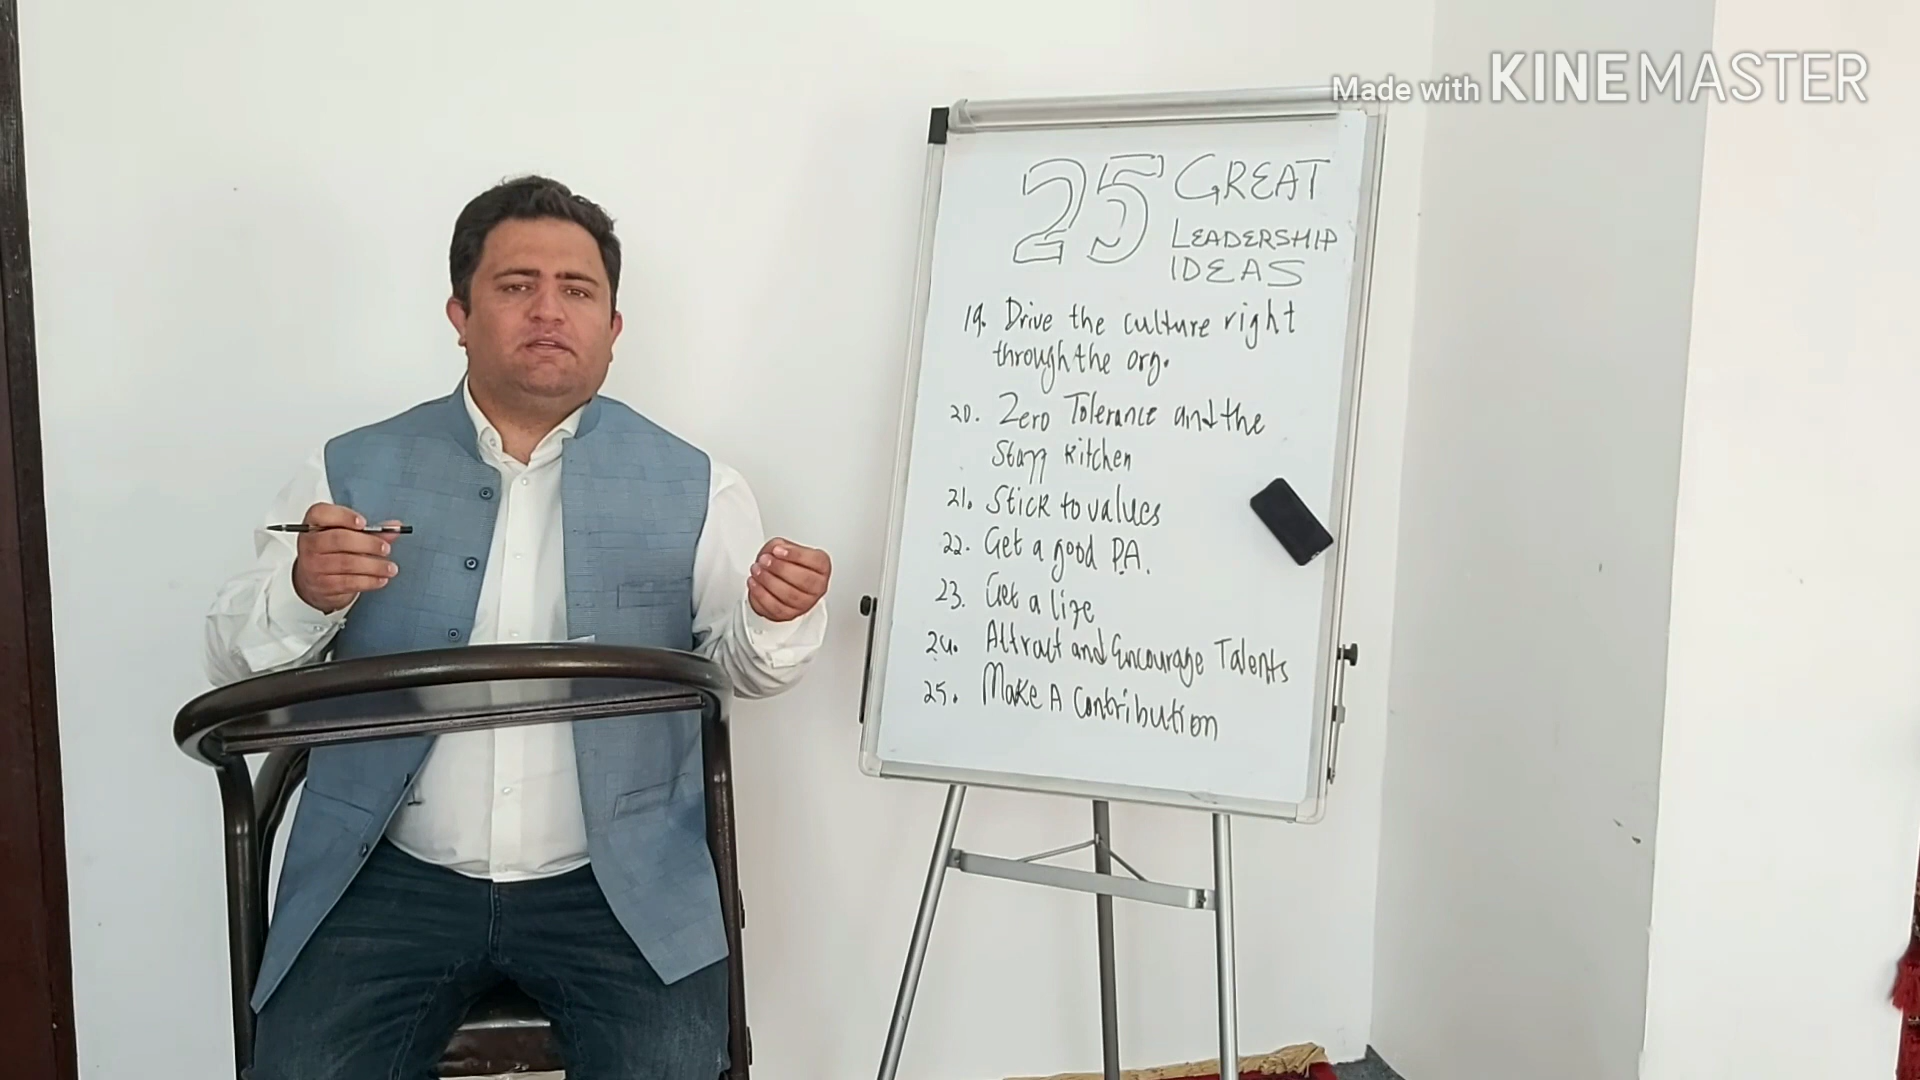 Made with KINEMASTER
25 GREAT
LEADERSHIP
IDEAS
19. Drive the culture right
through the org.
20. Zero Tolerance and the
Staff Kitchen
21. Stick to values
22. Get a good P.A.
23. Get a life
24. Attract and Encourage Talents
25. Make A Contribution